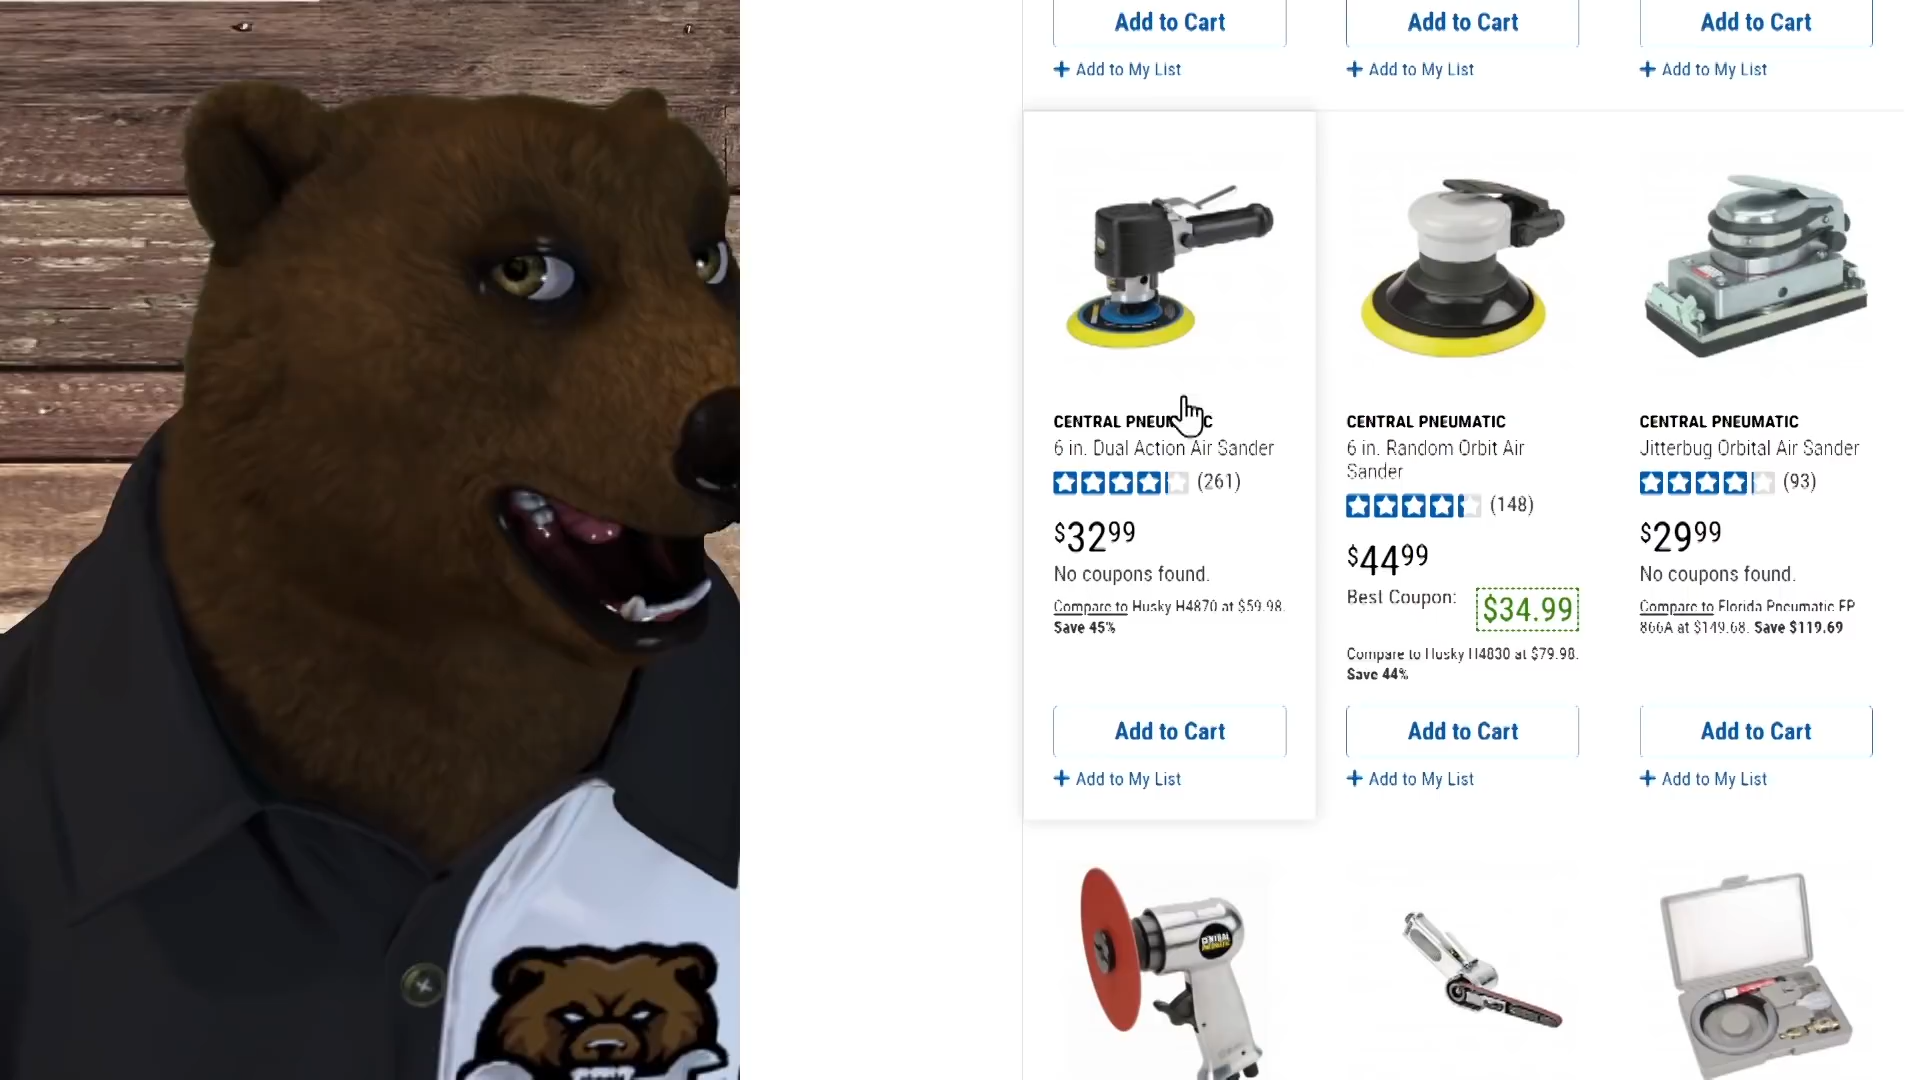 Add to Cart
Add to Cart
Add to Cart
+ Add to My List
+ Add to My List
+ Add to My List
CENTRAL PNEUMATIC
6 in. Dual Action Air Sander
(261)
$32 99
No coupons found.
Compare to Husky H4870 at $59.98.
Save 45%
Add to Cart
+ Add to My List
CENTRAL PNEUMATIC
6 in. Random Orbit Air
Sander
(148)
$44 99
Best Coupon: $34.99
Compare to Husky H4830 at $79.98.
Save 44%
Add to Cart
+ Add to My List
CENTRAL PNEUMATIC
Jitterbug Orbital Air Sander
(93)
$29 99
No coupons found.
Compare to Florida Pneumatic FP
866A at $149.68. Save $119.69
Add to Cart
+ Add to My List